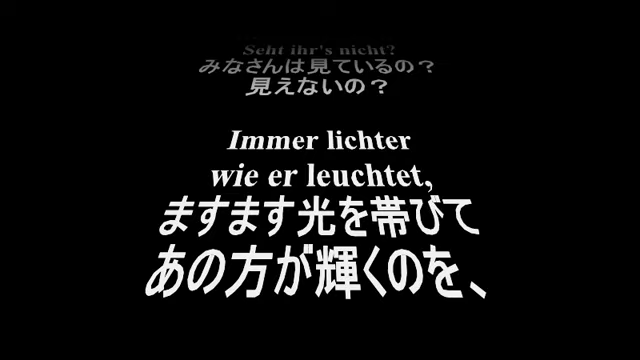 Seht ihr's nicht?
みなさんは見ているの？
見えないの？
Immer lichter
wie er leuchtet,
ますます光を帯びて
あの方が輝くのを、